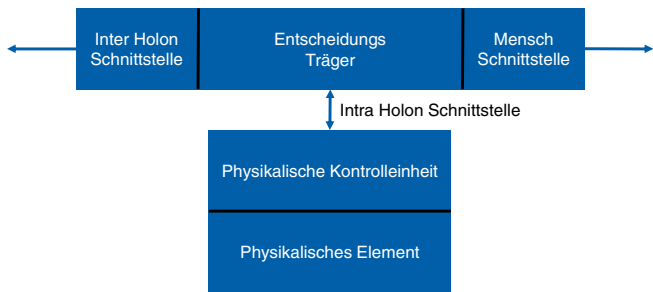 Inter Holon
Schnittstelle
Entscheidungs
Träger
Mensch
Schnittstelle
Intra Holon Schnittstelle
Physikalische Kontrolleinheit
Physikalisches Element